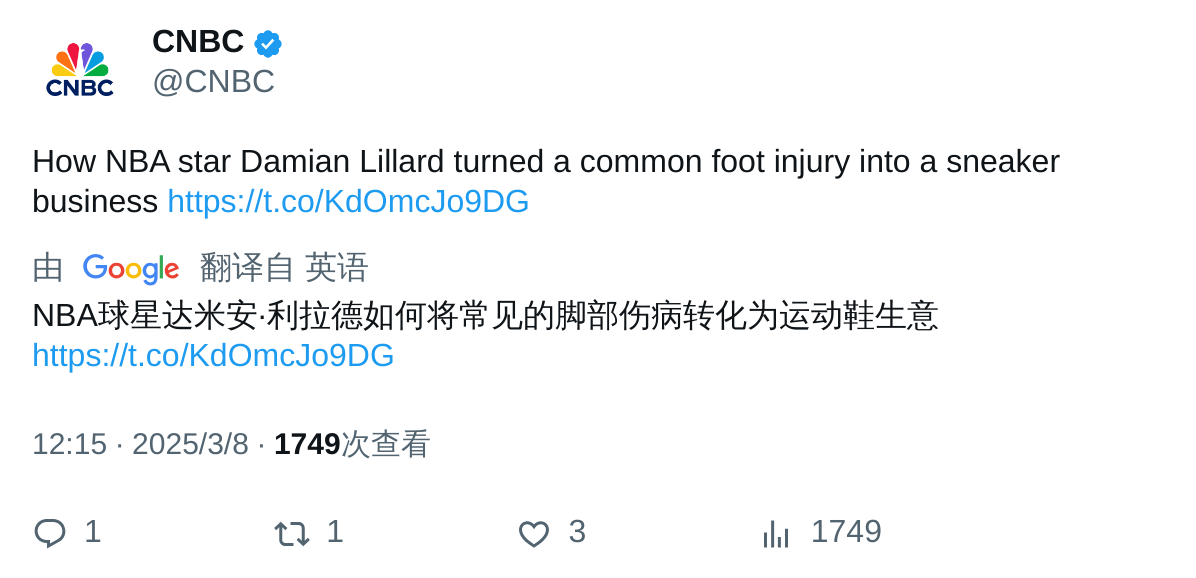 CNBC
CNBC
@CNBC
How NBA star Damian Lillard turned a common foot injury into a sneaker
business https://t.co/KdOmcJo9DG
由 Google 翻译自 英语
NBA球星达米安·利拉德如何将常见的脚部伤病转化为运动鞋生意
https://t.co/KdOmcJo9DG
12:15 · 2025/3/8 · 1749次查看
1 1 3 1749